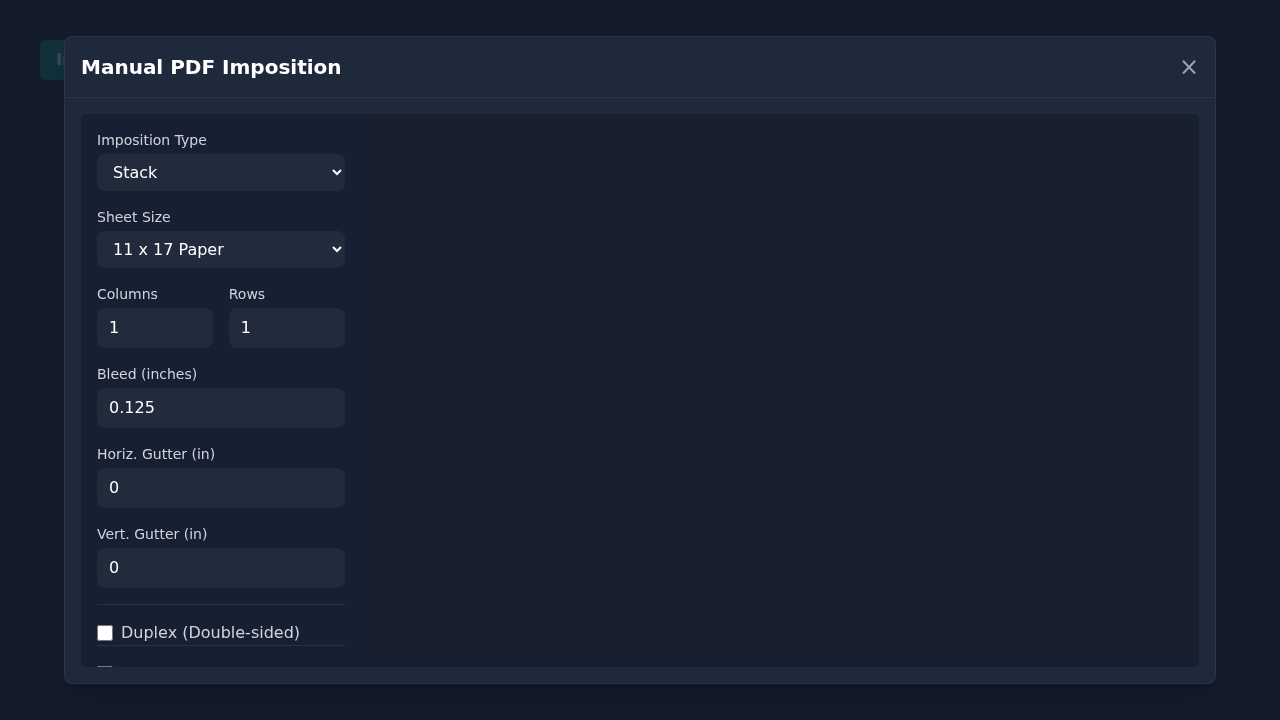 Manual PDF Imposition
Imposition Type
Stack
Sheet Size
11 x 17 Paper
Columns
Rows
1
1
Bleed (inches)
0.125
Horiz. Gutter (in)
0
Vert. Gutter (in)
0
Duplex (Double-sided)